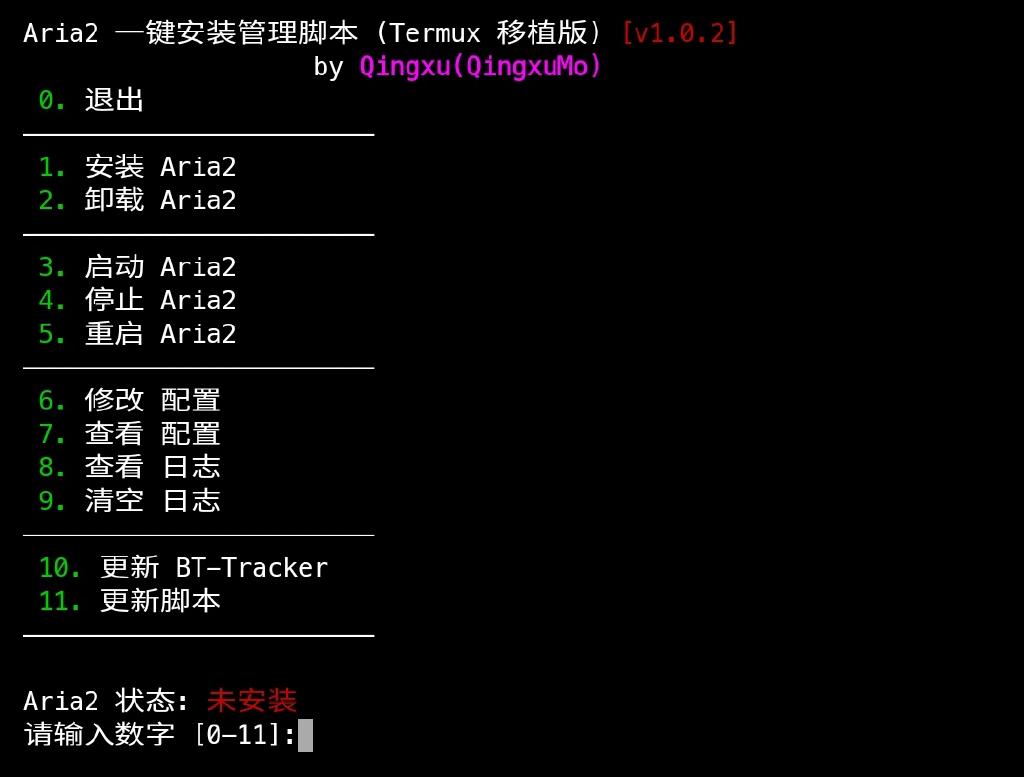 Aria2 一键安装管理脚本 (Termux 移植版) [v1.0.2]
by Qingxu(QingxuMo)
0. 退出
1. 安装 Aria2
2. 卸载 Aria2
3. 启动 Aria2
4. 停止 Aria2
5. 重启 Aria2
6. 修改 配置
7. 查看 配置
8. 查看 日志
9. 清空 日志
10. 更新 BT-Tracker
11. 更新脚本
Aria2 状态: 未安装
请输入数字 [0-11]: